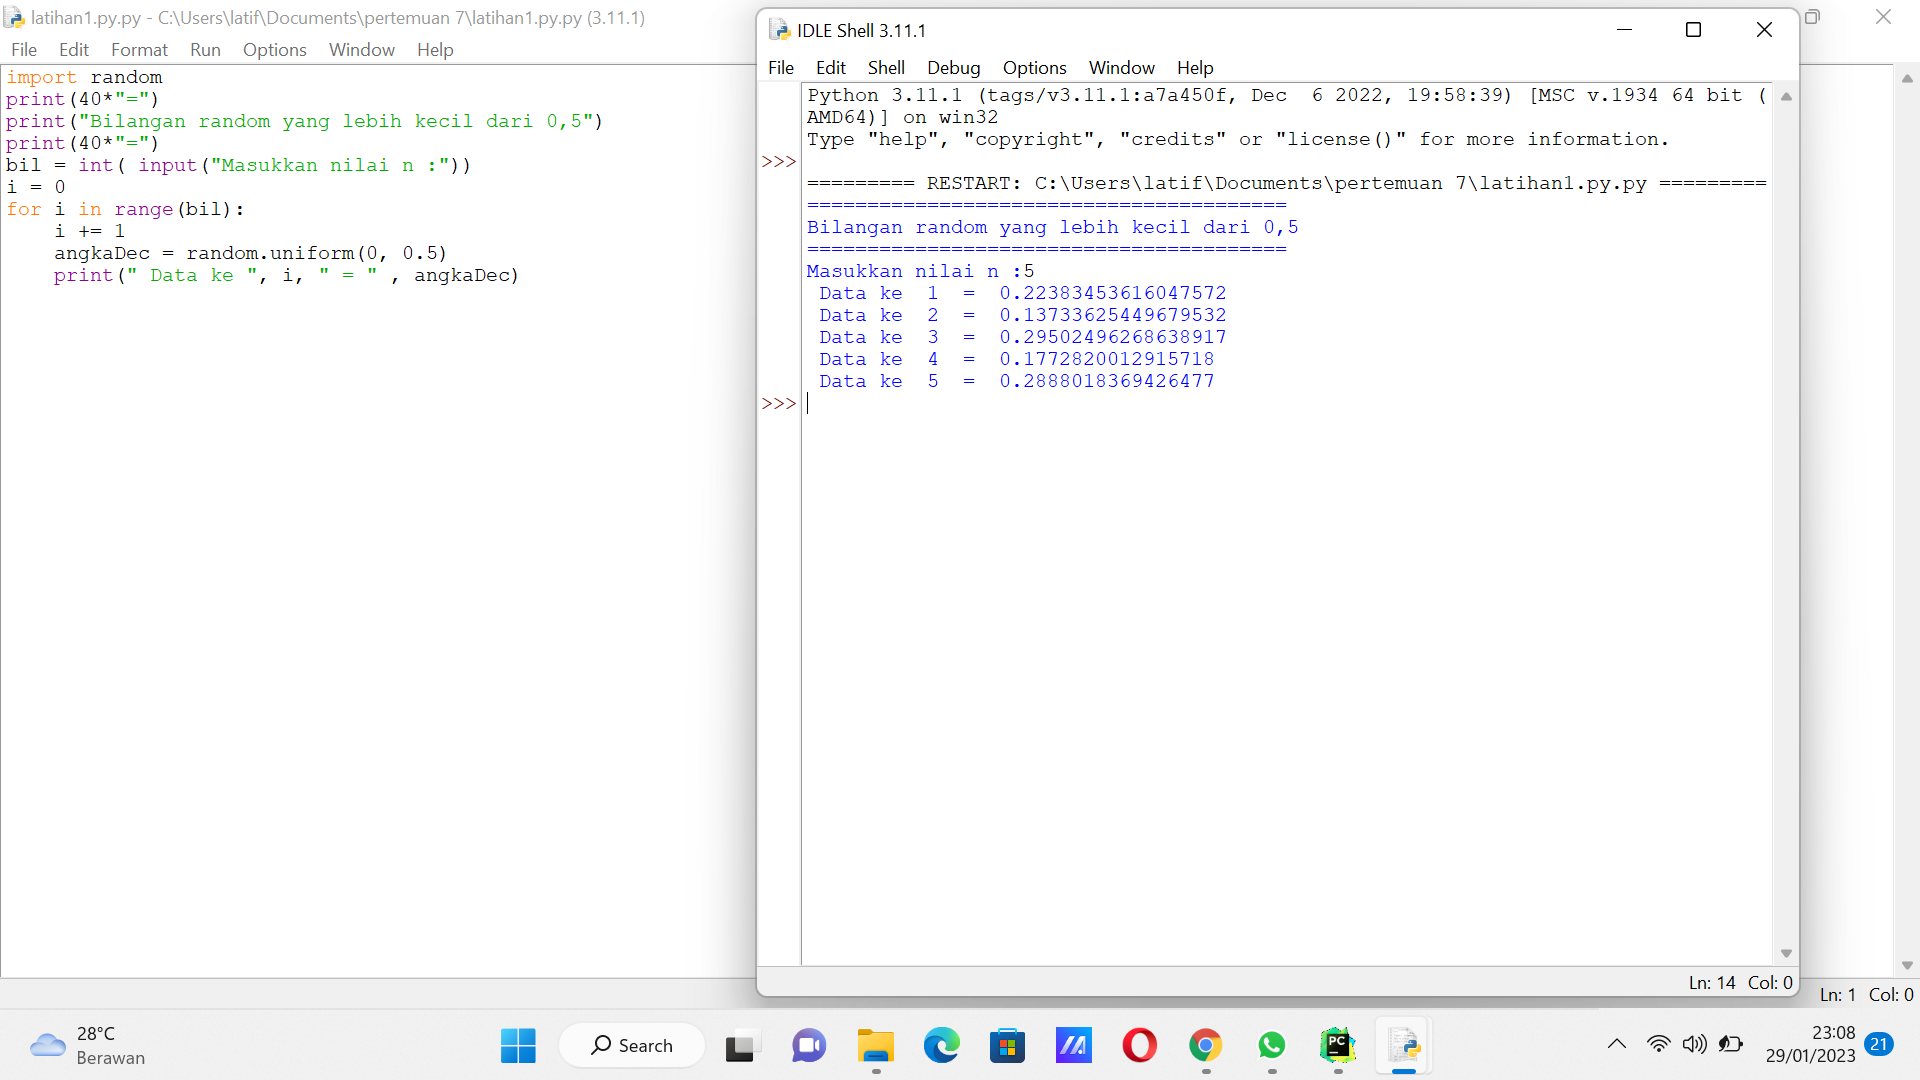 latihan1.py.py - C:\Users\latif\Documents\pertemuan 7\latihan1.py.py (3.11.1)
File Edit Format Run Options Window Help
import random
print(40*"=")
print("Bilangan random yang lebih kecil dari 0,5")
print(40*"=")
bil = int( input("Masukkan nilai n :"))
i = 0
for i in range(bil):
    i += 1
    angkaDec = random.uniform(0, 0.5)
    print(" Data ke ", i, " = " , angkaDec)
IDLE Shell 3.11.1
File Edit Shell Debug Options Window Help
Python 3.11.1 (tags/v3.11.1:a7a450f, Dec  6 2022, 19:58:39) [MSC v.1934 64 bit (
AMD64)] on win32
Type "help", "copyright", "credits" or "license()" for more information.
>>>
========= RESTART: C:\Users\latif\Documents\pertemuan 7\latihan1.py.py =========
========================================
Bilangan random yang lebih kecil dari 0,5
========================================
Masukkan nilai n :5
 Data ke  1  =  0.22383453616047572
 Data ke  2  =  0.13733625449679532
 Data ke  3  =  0.29502496268638917
 Data ke  4  =  0.1772820012915718
 Data ke  5  =  0.2888018369426477
>>>
Ln: 14 Col: 0
Ln: 1 Col: 0
28°C
Berawan
Search
PC
23:08
29/01/2023
21